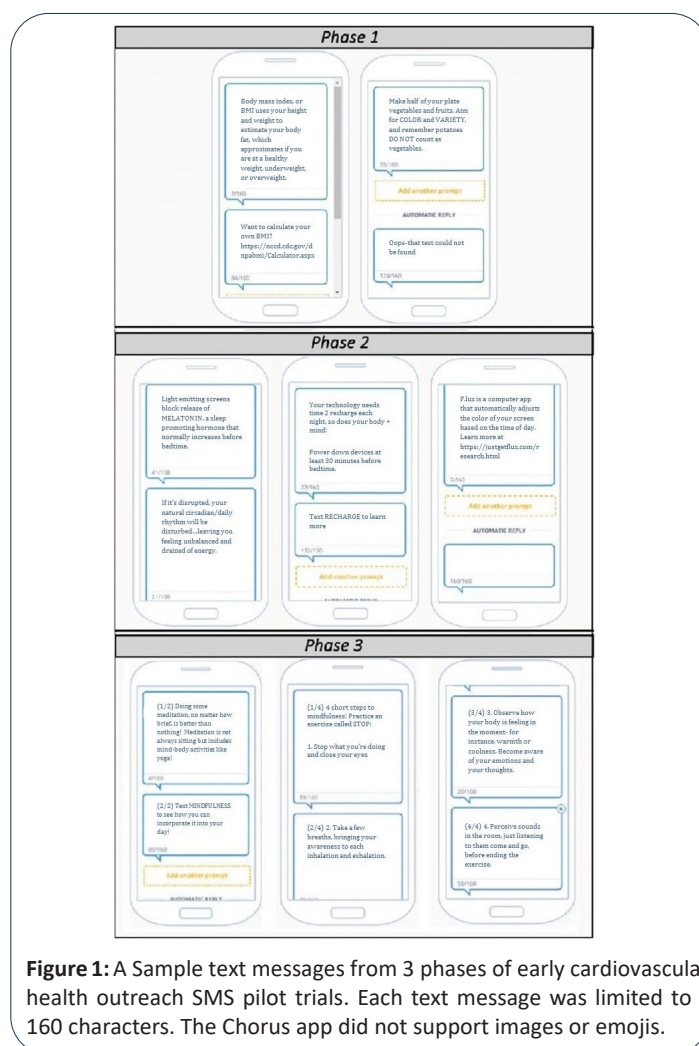 Phase 1
Body mass index, or
BMI uses your height
and weight to
estimate your body
fat, which
approximates if you
are at a healthy
weight, underweight,
or overweight.
Want to calculate your
own BMI?
https://nccd.cdc.gov/d
npabmi/Calculator.aspx
84/160
Make half of your plate
vegetables and fruits. Aim
for COLOR and VARIETY,
and remember potatoes
DO NOT count as
vegetables.
Add another prompt
AUTOMATIC REPLY
Oops-that text could not
be found
124/160
Phase 2
Light emitting screens
block release of
MELATONIN, a sleep
promoting hormone that
normally increases before
bedtime.
If it's disrupted, your
natural circadian/daily
rhythm will be
disturbed...leaving you
feeling unbalanced and
drained of energy.
Your technology needs
time 2 recharge each
night, so does your body +
mind!
Power down devices at
least 30 minutes before
bedtime.
Text RECHARGE to learn
more
Add another prompt
F.lux is a computer app
that automatically adjusts
the color of your screen
based on the time of day.
Learn more at
https://justgetflux.com/r
esearch.html
Add another prompt
AUTOMATIC REPLY
160/160
Phase 3
(1/2) Doing some
meditation, no matter how
brief, is better than
nothing! Meditation is not
always sitting but includes
mind-body activities like
yoga!
(2/2) Text MINDFULNESS
to see how you can
incorporate it into your
day!
Add another prompt
AUTOMATIC REPLY
(1/4) 4 short steps to
mindfulness! Practice an
exercise called STOP:
1. Stop what you're doing
and close your eyes
(2/4) 2. Take a few
breaths, bringing your
awareness to each
inhalation and exhalation.
(3/4) 3. Observe how
your body is feeling in
the moment- for
instance, warmth or
coolness. Become aware
of your emotions and
your thoughts.
20/160
(4/4) 4. Perceive sounds
in the room, just listening
to them come and go,
before ending the
exercise.
Figure 1: A Sample text messages from 3 phases of early cardiovascula
health outreach SMS pilot trials. Each text message was limited to
160 characters. The Chorus app did not support images or emojis.